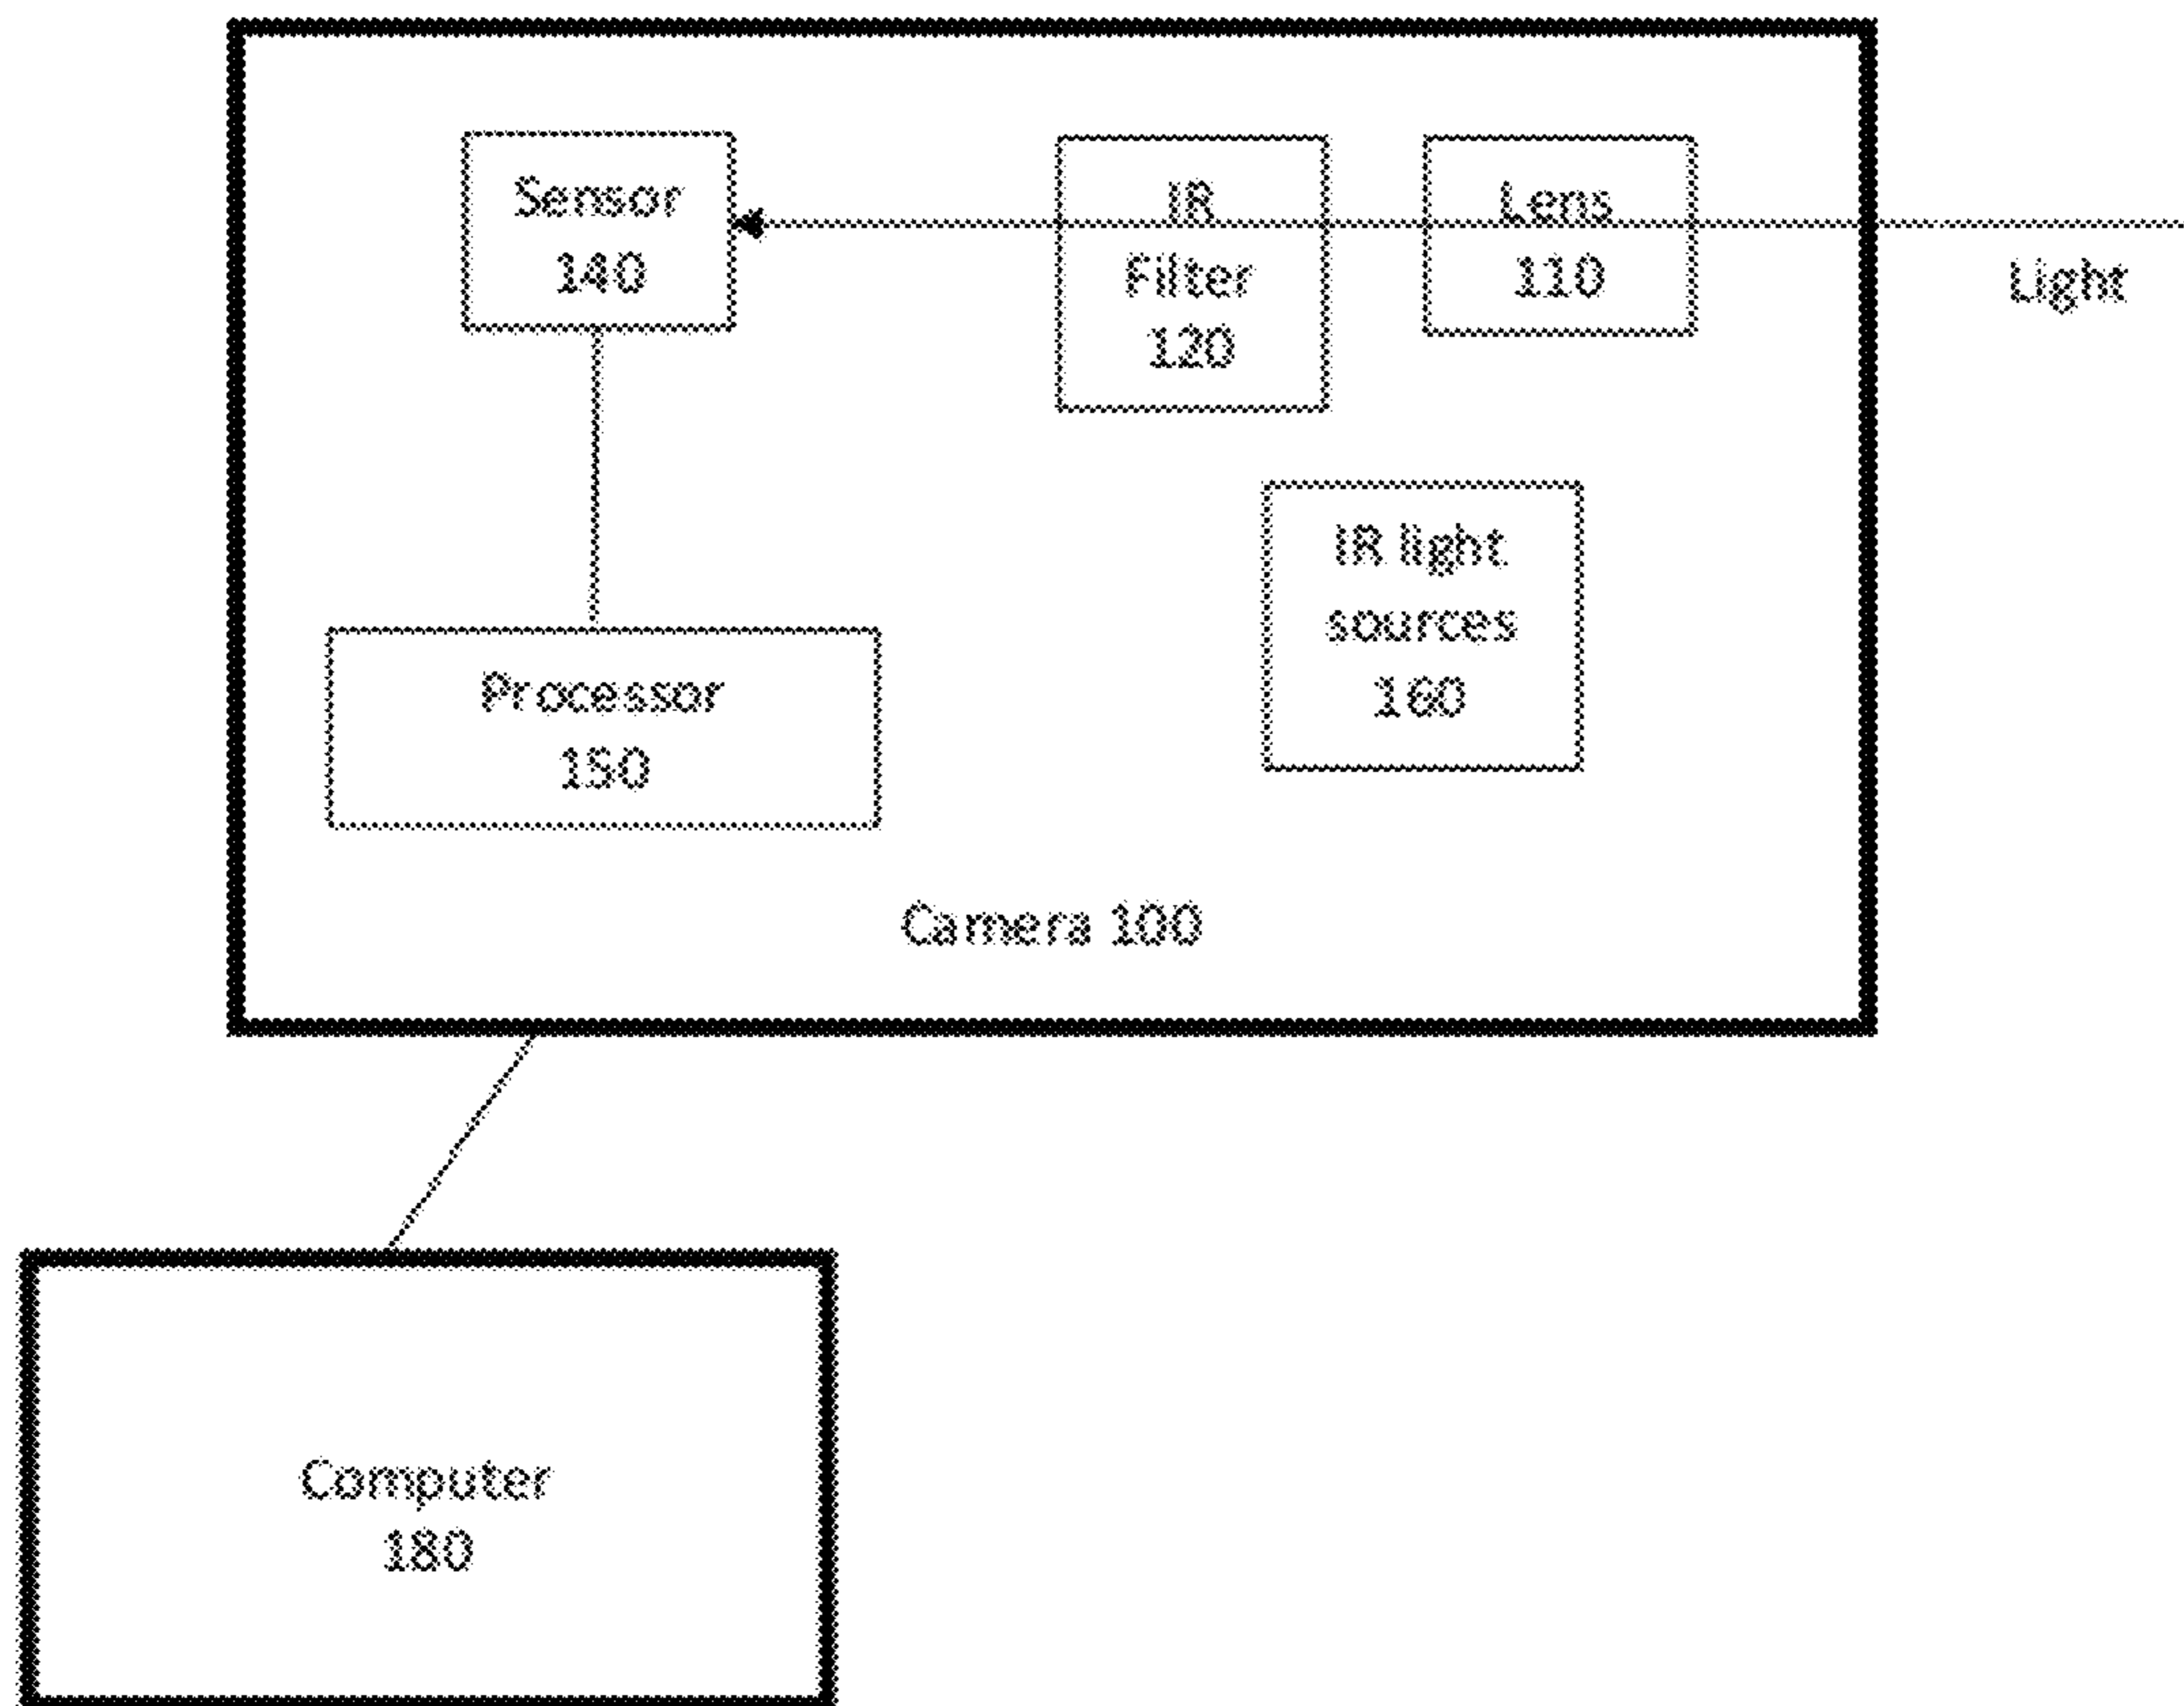 Sensor
140
IR
Filter
120
Lens
110
Light
IR light
sources
160
Processor
150
Camera 100
Computer
180